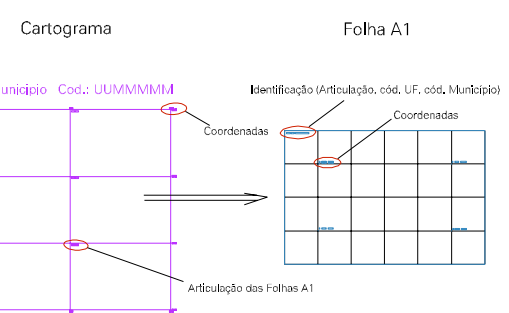 Cartograma
Folha A1
unicipio Cod.: UUMMMMM
Identificação (Articulação, cód. UF, cód. Município)
Coordenadas
Coordenadas
Articulação das Folhas A1